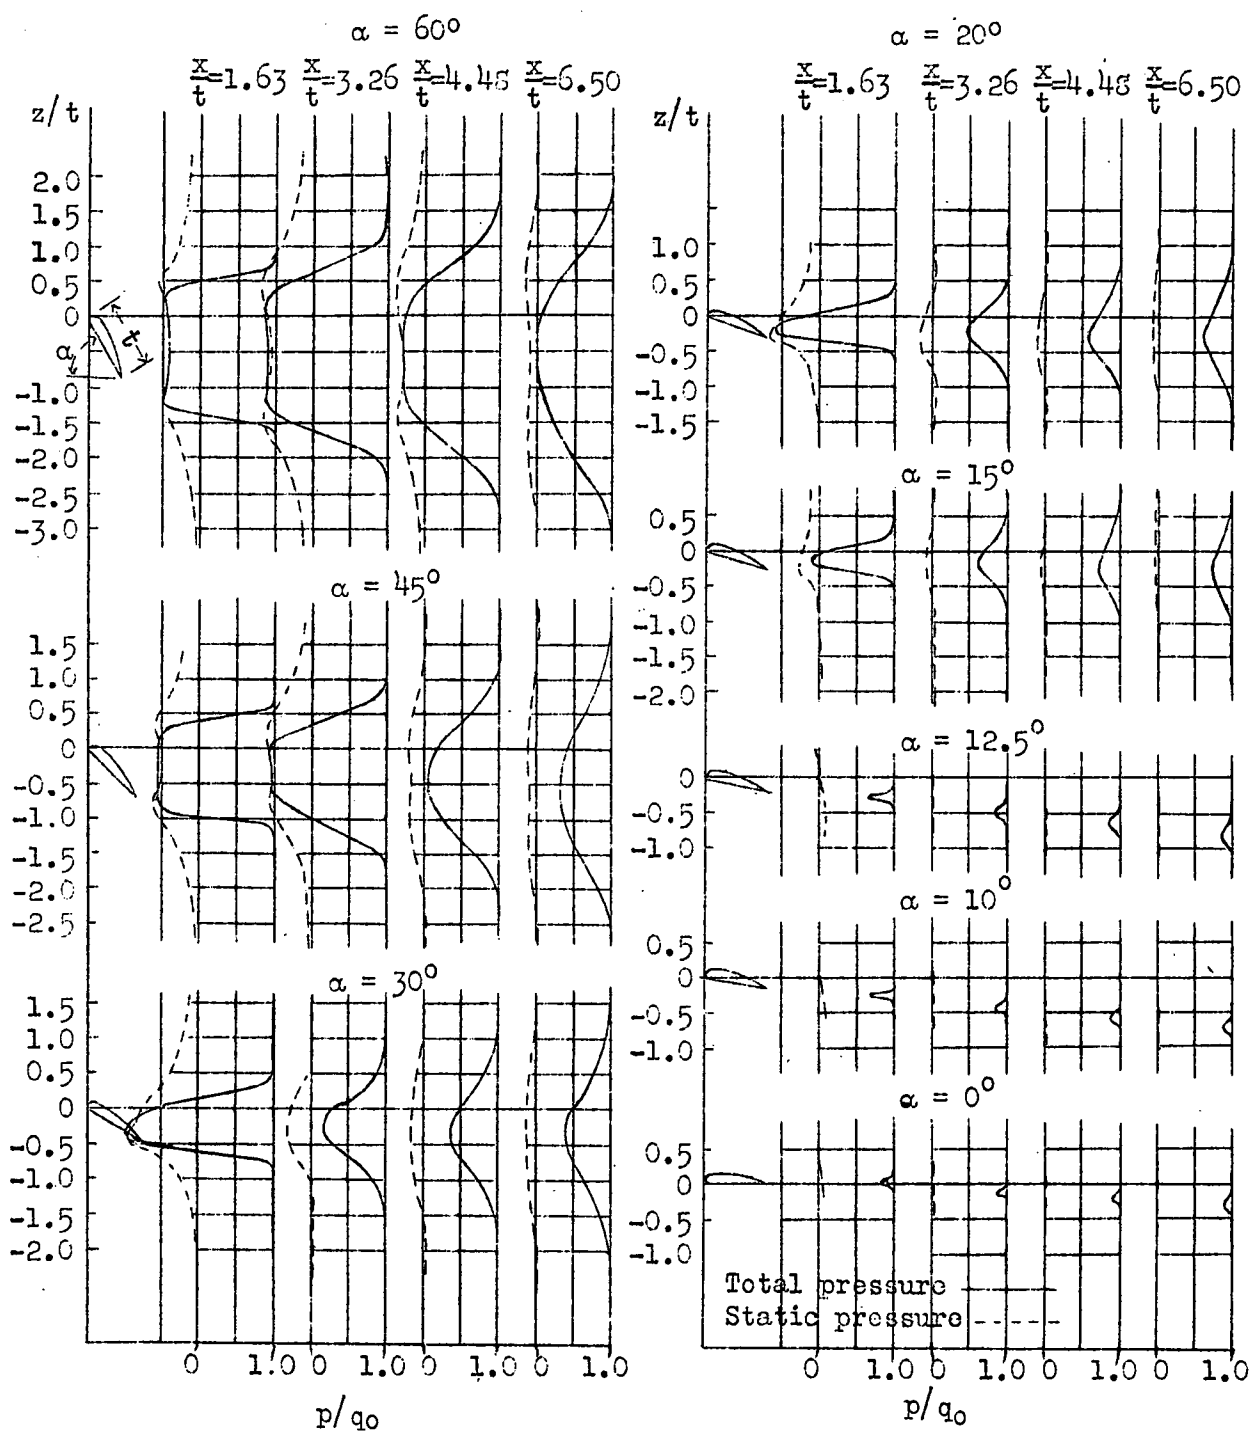 α = 60°
x/t=1.63 x/t=3.26 x/t=4.48 x/t=6.50
z/t
2.0
1.5
1.0
0.5
0
-1.0
-1.5
-2.0
-2.5
-3.0
α
t
α = 45°
1.5
1.0
0.5
0
-0.5
-1.0
-1.5
-2.0
-2.5
α = 30°
1.5
1.0
0.5
0
-0.5
-1.0
-1.5
-2.0
0 1.0 0 1.0 0 1.0 0 1.0
p/q0
α = 20°
x/t=1.63 x/t=3.26 x/t=4.48 x/t=6.50
z/t
1.0
0.5
0
-0.5
-1.0
-1.5
α = 15°
0.5
0
-0.5
-1.0
-1.5
-2.0
α = 12.5°
0
-0.5
-1.0
α = 10°
0.5
0
-0.5
-1.0
α = 0°
0.5
0
-0.5
-1.0
Total pressure
Static pressure
0 1.0 0 1.0 0 1.0 0 1.0
p/q0